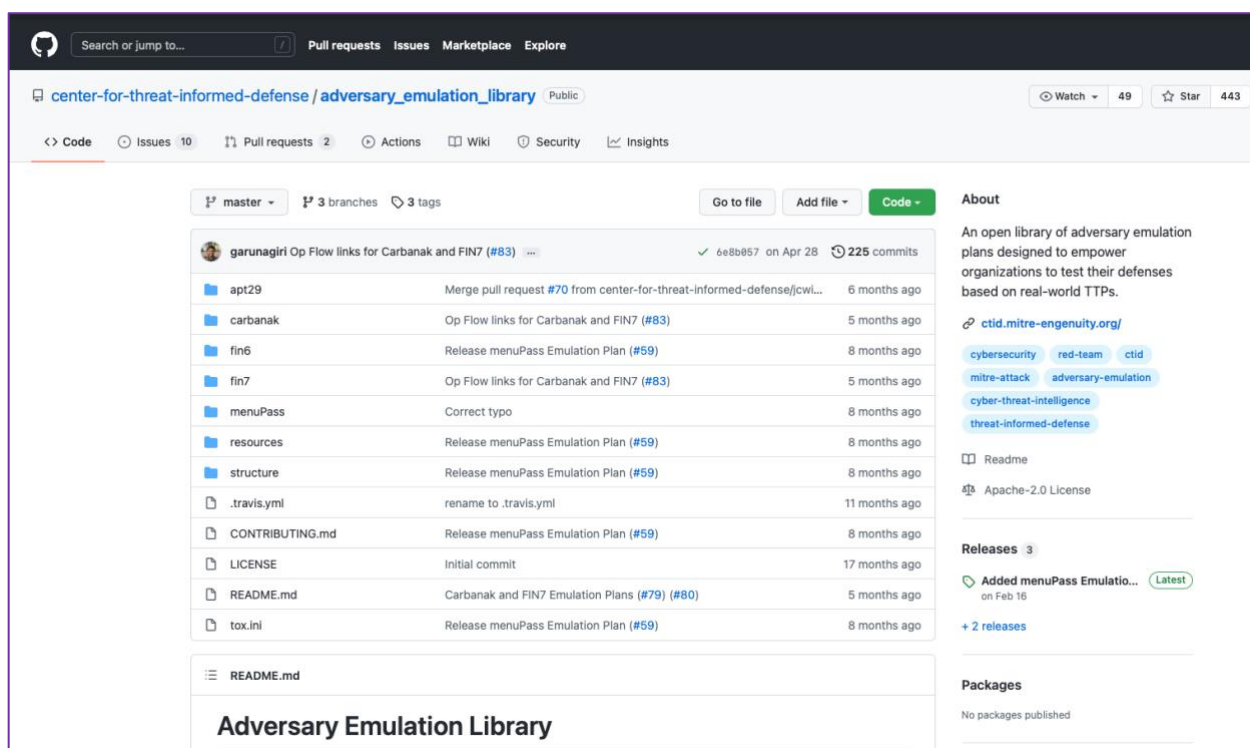 Search or jump to... / Pull requests Issues Marketplace Explore
center-for-threat-informed-defense / adversary_emulation_library Public Watch 49 Star 443
<> Code Issues 10 Pull requests 2 Actions Wiki Security Insights
master 3 branches 3 tags Go to file Add file Code
garunagiri Op Flow links for Carbanak and FIN7 (#83) ... 6e8b057 on Apr 28 225 commits
apt29 Merge pull request #70 from center-for-threat-informed-defense/jcwi... 6 months ago
carbanak Op Flow links for Carbanak and FIN7 (#83) 5 months ago
fin6 Release menuPass Emulation Plan (#59) 8 months ago
fin7 Op Flow links for Carbanak and FIN7 (#83) 5 months ago
menuPass Correct typo 8 months ago
resources Release menuPass Emulation Plan (#59) 8 months ago
structure Release menuPass Emulation Plan (#59) 8 months ago
.travis.yml rename to .travis.yml 11 months ago
CONTRIBUTING.md Release menuPass Emulation Plan (#59) 8 months ago
LICENSE Initial commit 17 months ago
README.md Carbanak and FIN7 Emulation Plans (#79) (#80) 5 months ago
tox.ini Release menuPass Emulation Plan (#59) 8 months ago
README.md
Adversary Emulation Library
About
An open library of adversary emulation
plans designed to empower
organizations to test their defenses
based on real-world TTPs.
ctid.mitre-engenuity.org/
cybersecurity red-team ctid
mitre-attack adversary-emulation
cyber-threat-intelligence
threat-informed-defense
Readme
Apache-2.0 License
Releases 3
Added menuPass Emulatio... Latest
on Feb 16
+ 2 releases
Packages
No packages published